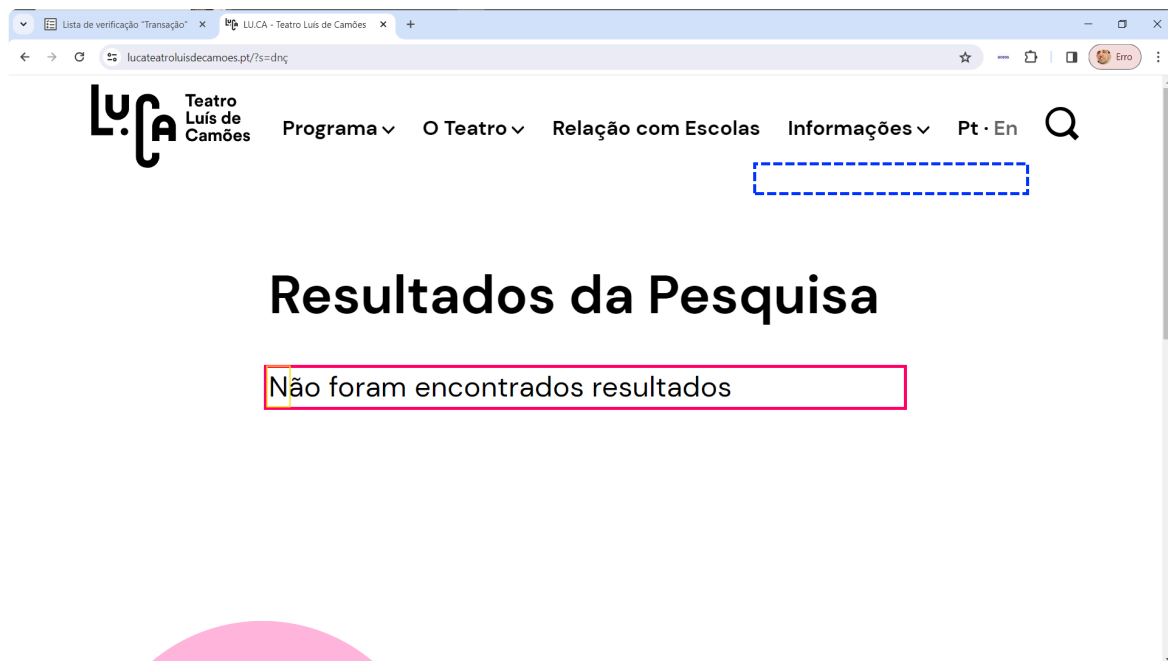 Lista de verificação "Transação"
LU.CA - Teatro Luís de Camões
lucateatroluisdecamoes.pt/?s=dnç
Erro
LU.CA
Teatro
Luís de
Camões
Programa
O Teatro
Relação com Escolas
Informações
Pt · En
Resultados da Pesquisa
Não foram encontrados resultados